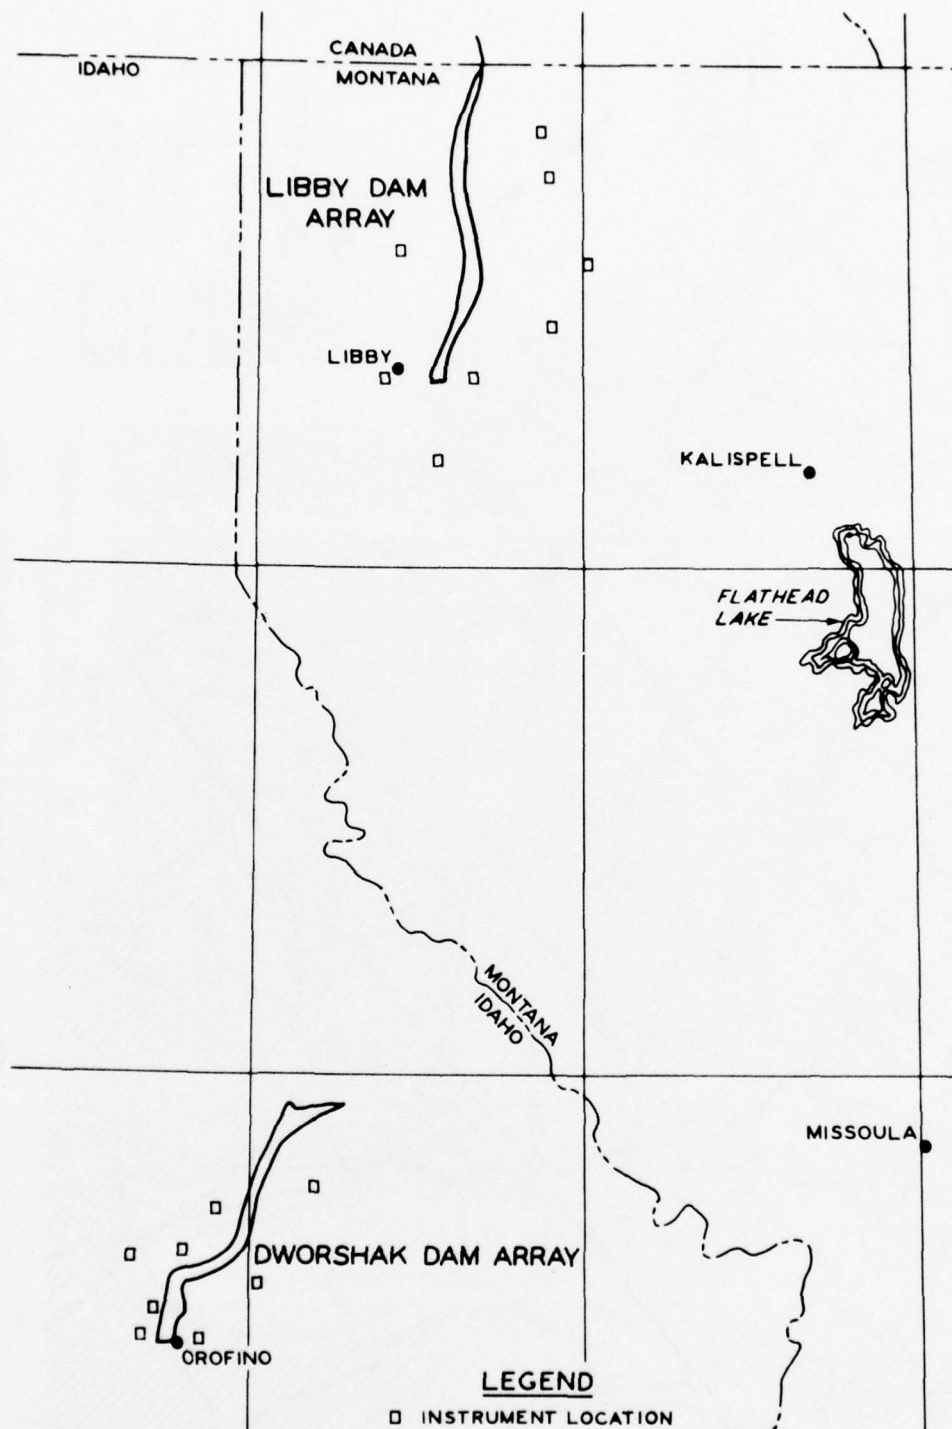 CANADA
IDAHO
MONTANA
LIBBY DAM
ARRAY
LIBBY
KALISPELL
FLATHEAD
LAKE
MONTANA
IDAHO
MISSOULA
DWORSHAK DAM ARRAY
OROFINO
LEGEND
INSTRUMENT LOCATION